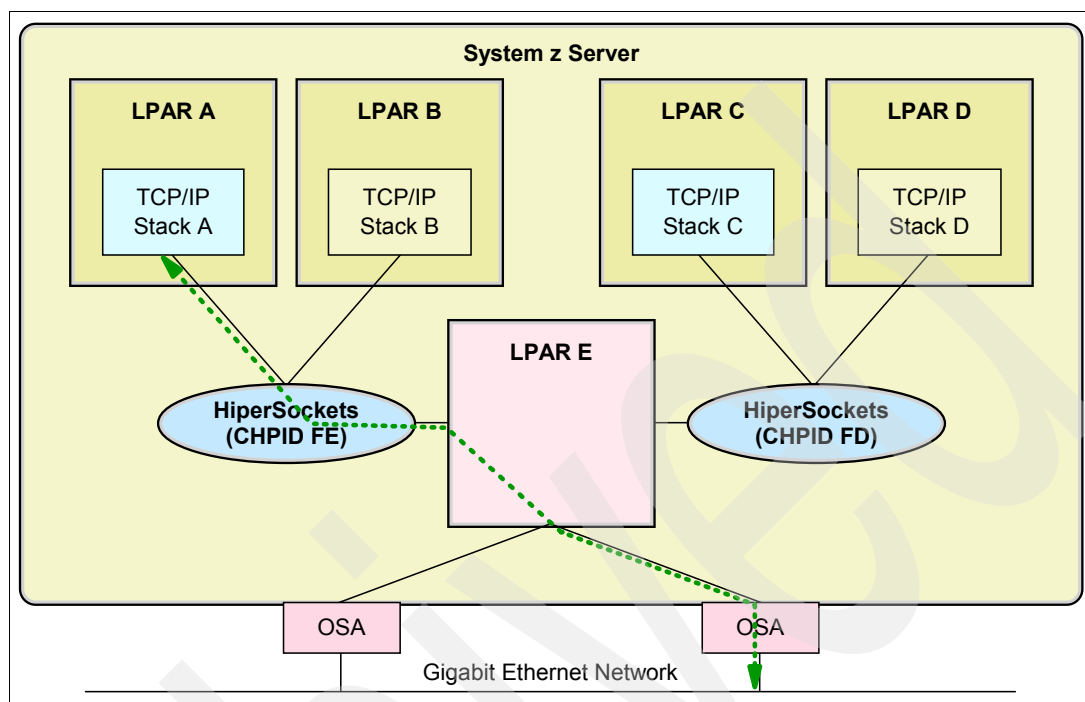 System z Server
LPAR A
LPAR B
LPAR C
LPAR D
TCP/IP
Stack A
TCP/IP
Stack B
TCP/IP
Stack C
TCP/IP
Stack D
LPAR E
HiperSockets
(CHPID FE)
HiperSockets
(CHPID FD)
OSA
OSA
Gigabit Ethernet Network